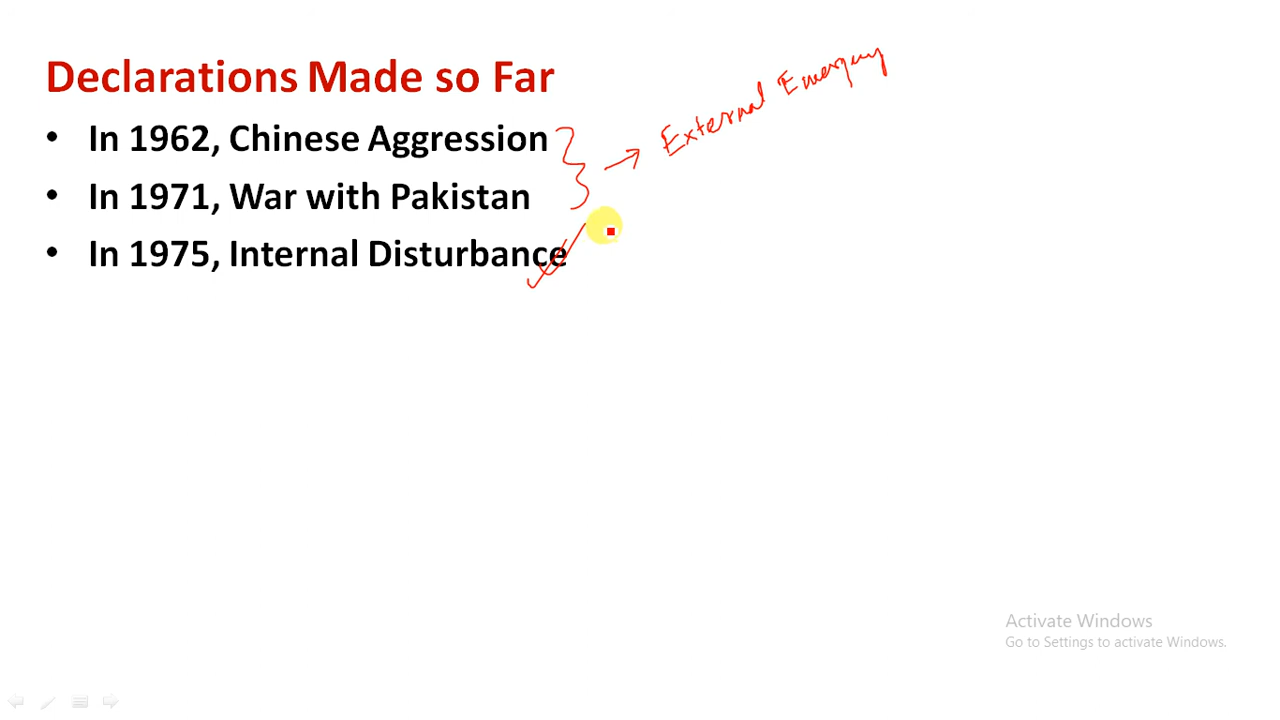 Declarations Made so Far
• In 1962, Chinese Aggression
• In 1971, War with Pakistan
• In 1975, Internal Disturbance
External Emergency
Activate Windows
Go to Settings to activate Windows.